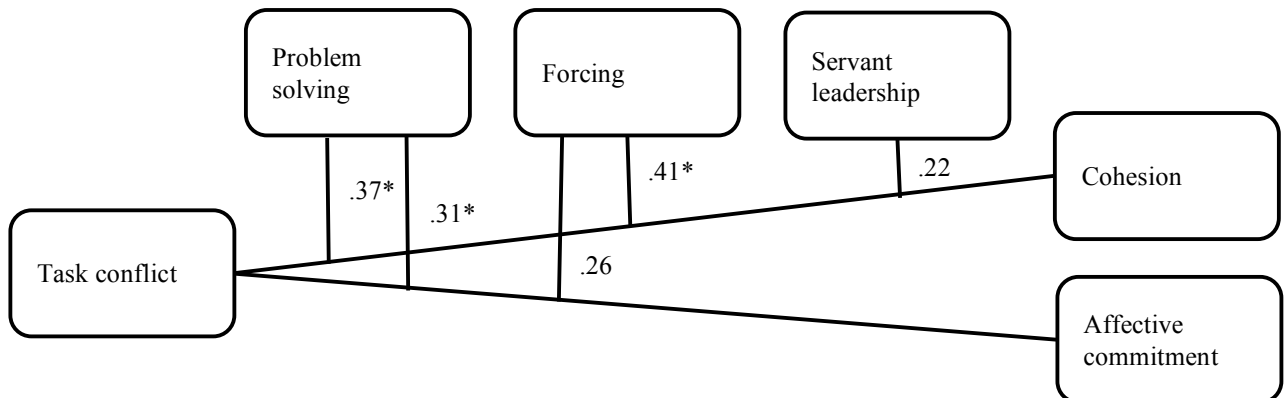 Problem
solving
Forcing
Servant
leadership
.37*
.31*
.41*
.22
Cohesion
Task conflict
.26
Affective
commitment